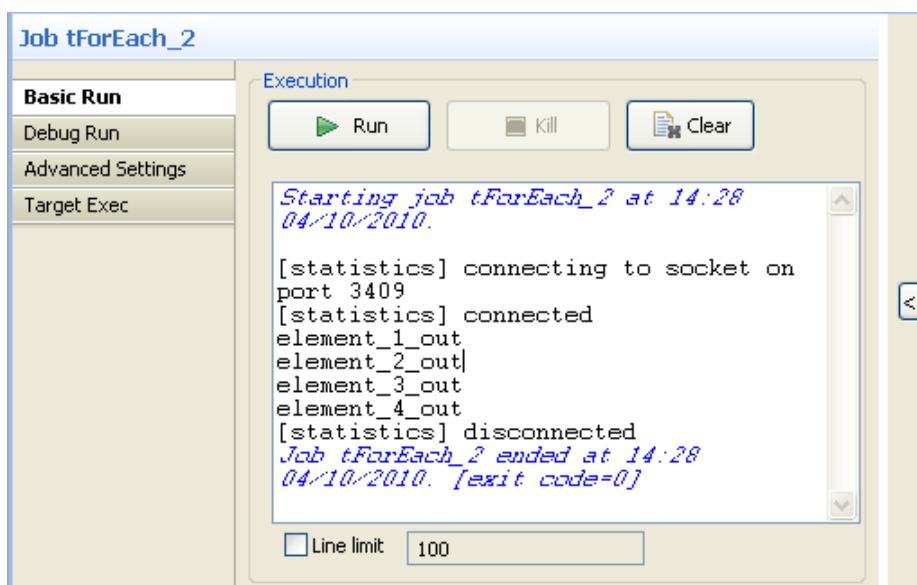 Job tForEach_2
Basic Run
Debug Run
Advanced Settings
Target Exec
Execution
Run
Kill
Clear
Starting job tForEach_2 at 14:28
04/10/2010.
[statistics] connecting to socket on
port 3409
[statistics] connected
element_1_out
element_2_out
element_3_out
element_4_out
[statistics] disconnected
Job tForEach_2 ended at 14:28
04/10/2010. [exit code=0]
Line limit
100
<